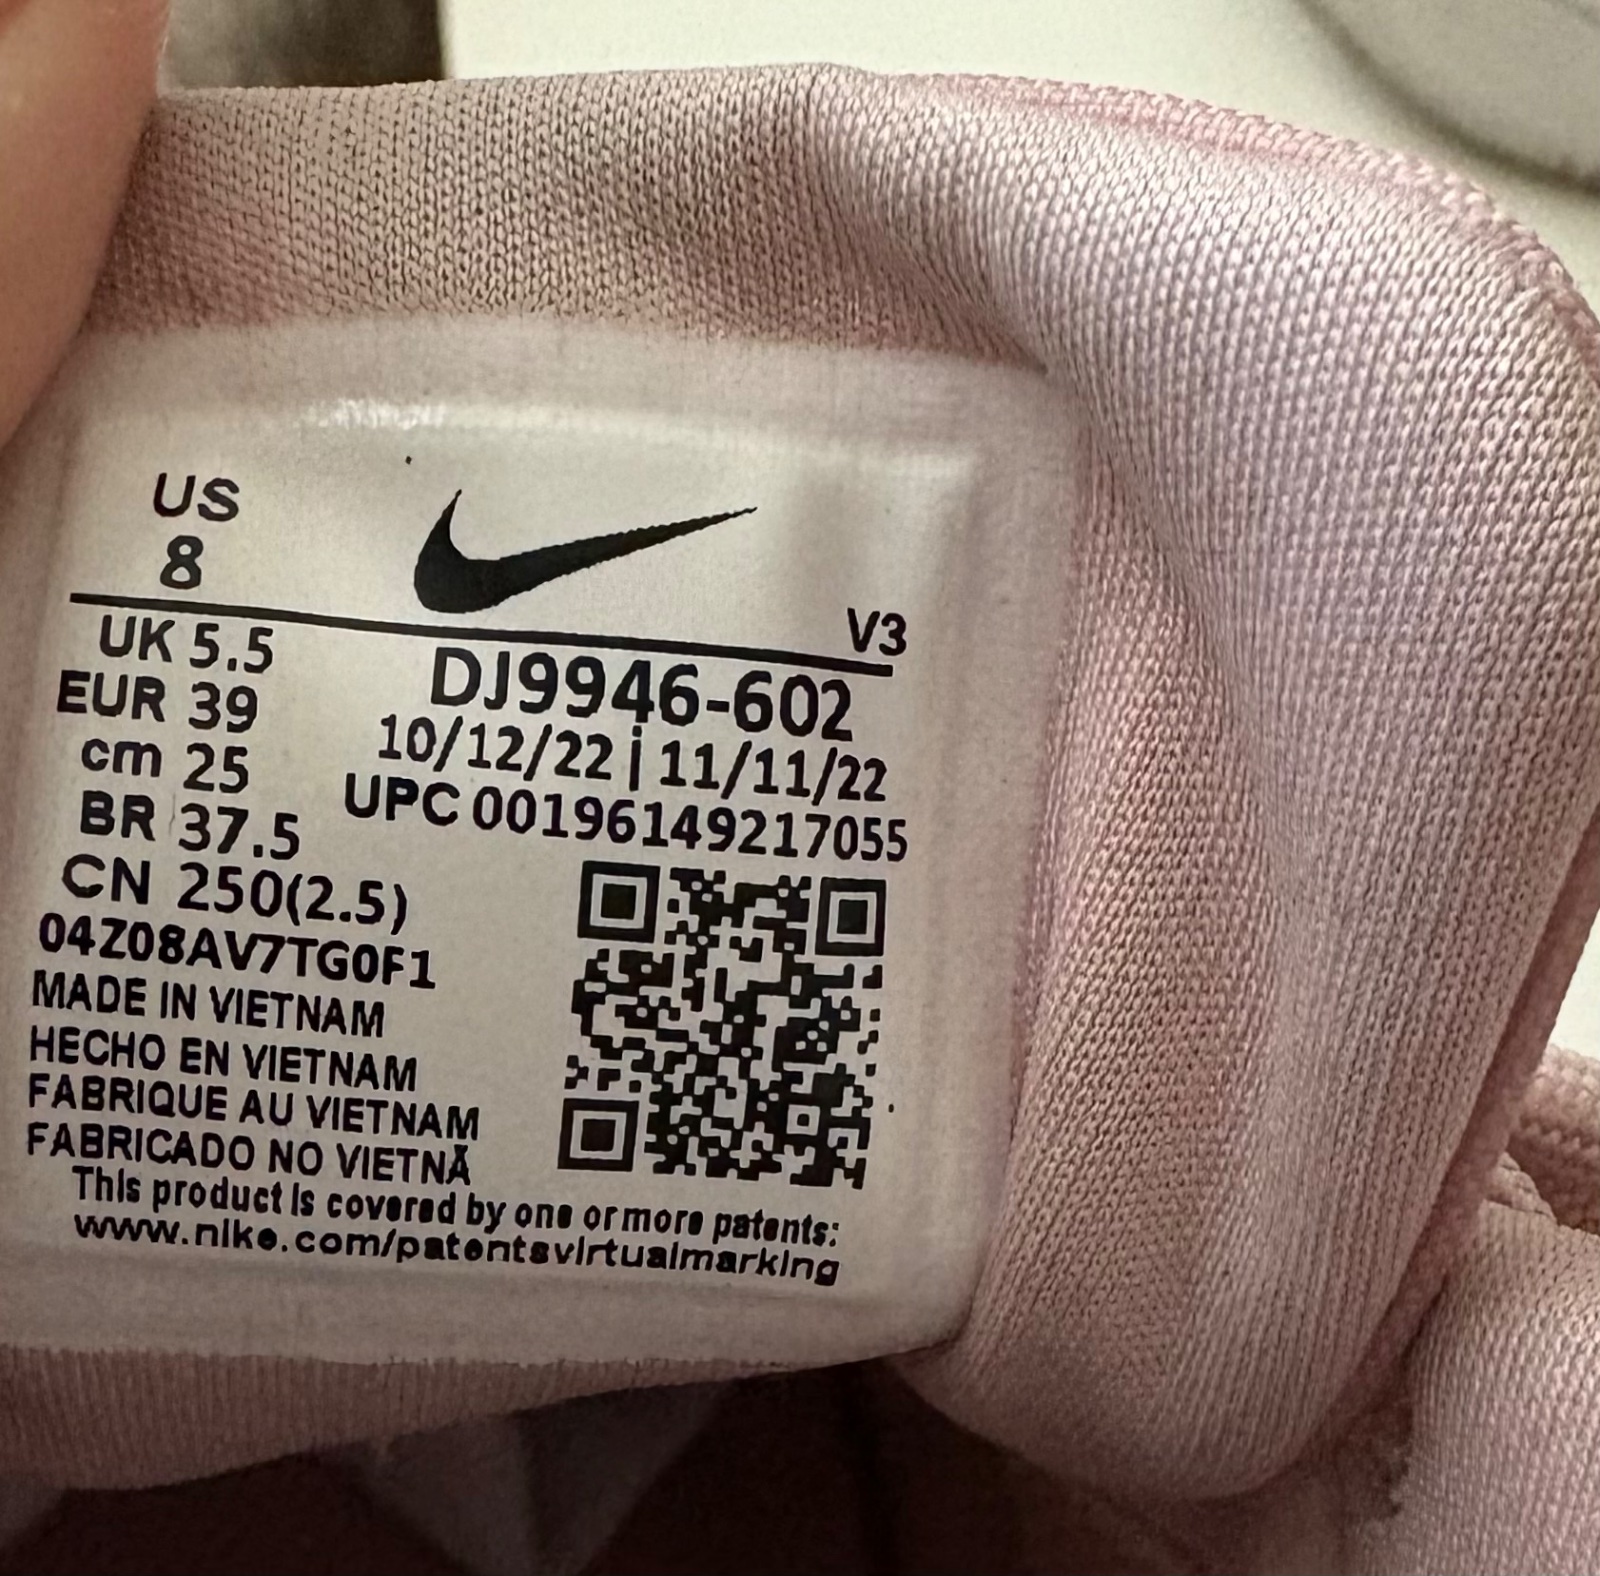 US
8
V3
UK 5.5
EUR 39
cm 25
BR 37.5
CN 250(2.5)
DJ9946-602
10/12/22 | 11/11/22
UPC 00196149217055
04Z08AV7TG0F1
MADE IN VIETNAM
HECHO EN VIETNAM
FABRIQUE AU VIETNAM
FABRICADO NO VIETNÃ
This product is covered by one or more patents:
www.nike.com/patentsvirtualmarking